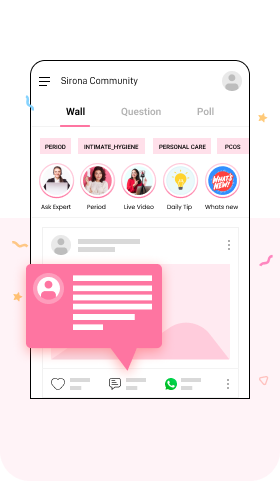 Sirona Community
Wall Question Poll
PERIOD INTIMATE_HYGIENE PERSONAL CARE PCOS
WHAT'S NEW!
Ask Expert Period Live Video Daily Tip Whats new